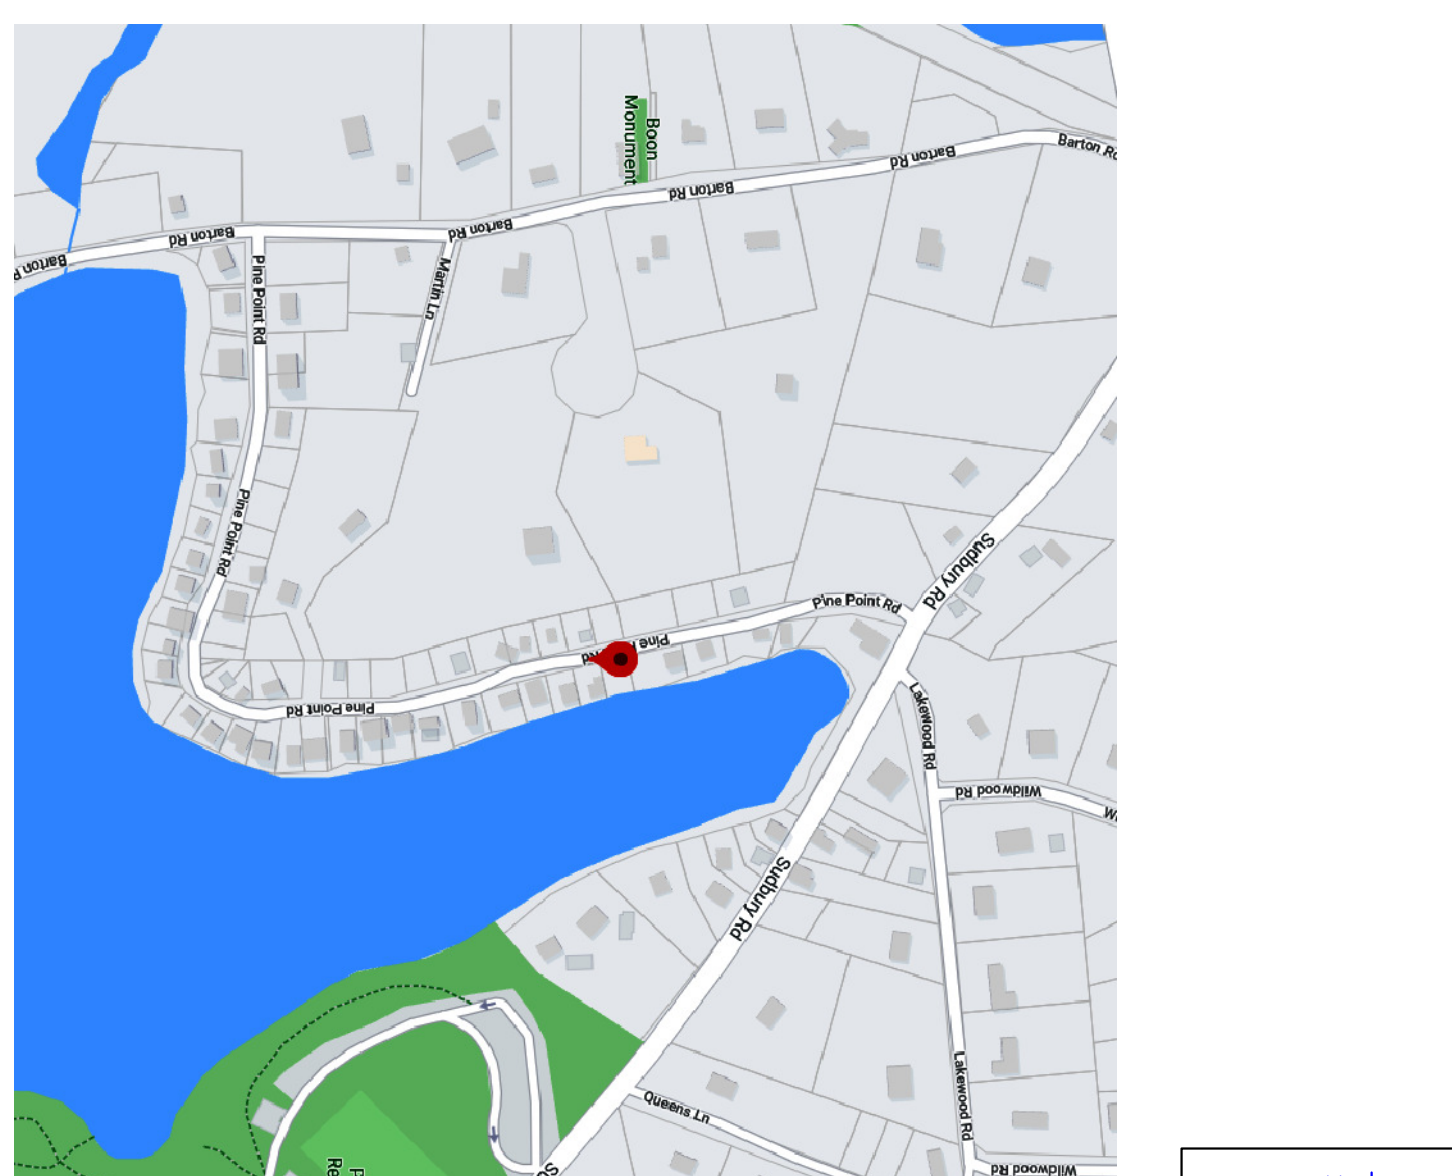 Boon
Monument
Barton Rd
Barton Rd
Barton Rd
Barton Rd
Barton Rd
Barton R
Pine Point Rd
Martin Ln
Pine Point Rd
Sudbury Rd
Pine Point Rd
Pine
Rd
Pine Point Rd
Lakewood Rd
Wildwood Rd
Sudbury Rd
Lakewood Rd
Queens Ln
Wildwood Rd